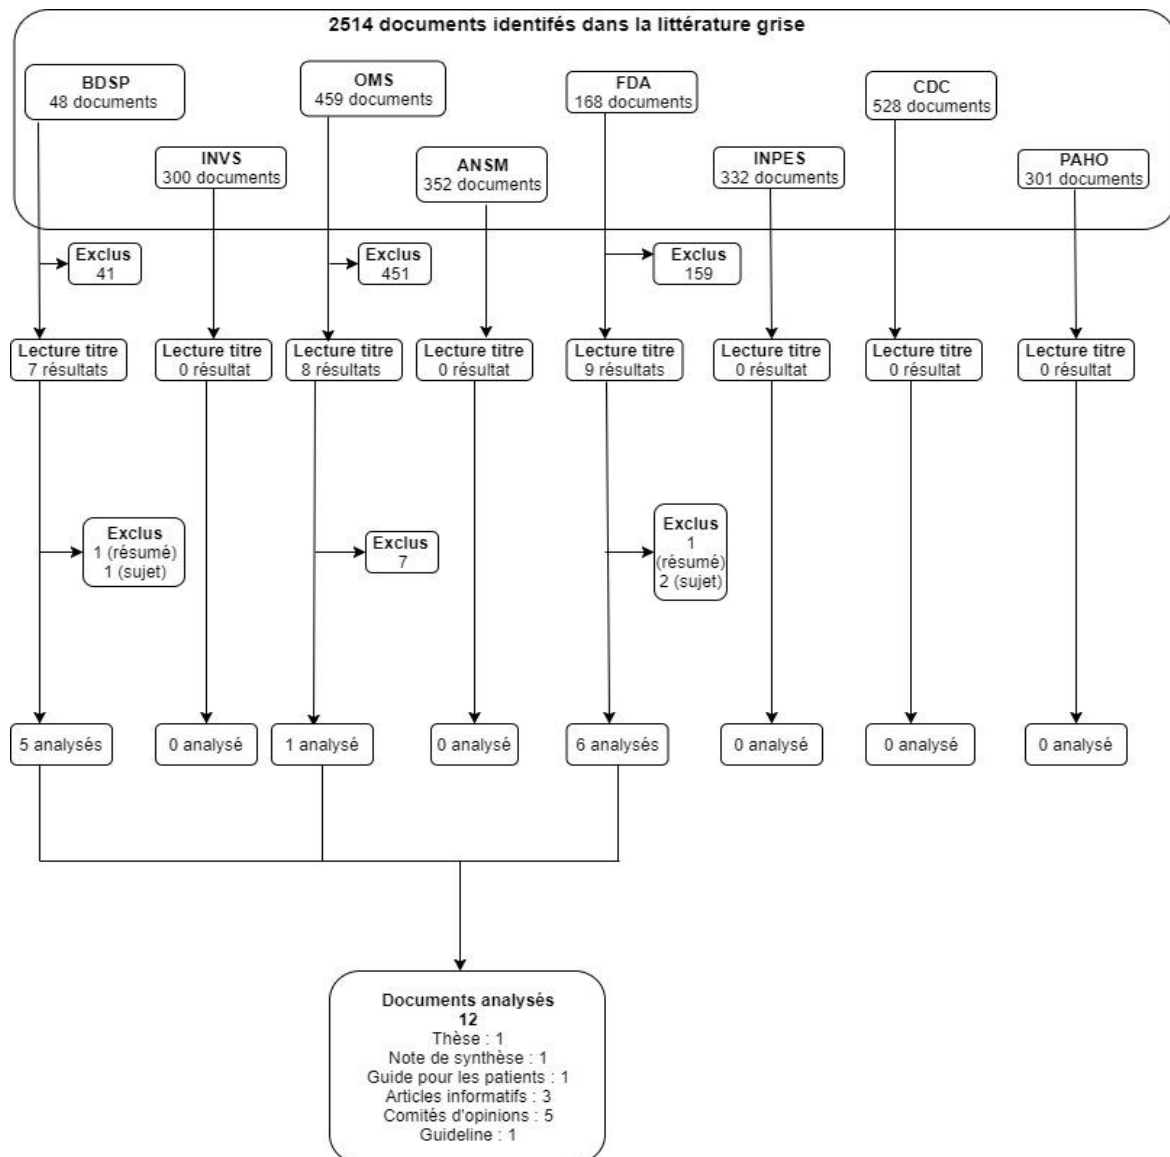 2514 documents identifés dans la littérature grise
BDSP
48 documents
OMS
459 documents
FDA
168 documents
CDC
528 documents
INVS
300 documents
ANSM
352 documents
INPES
332 documents
PAHO
301 documents
Exclus
41
Exclus
451
Exclus
159
Lecture titre
7 résultats
Lecture titre
0 résultat
Lecture titre
8 résultats
Lecture titre
0 résultat
Lecture titre
9 résultats
Lecture titre
0 résultat
Lecture titre
0 résultat
Lecture titre
0 résultat
Exclus
1 (résumé)
1 (sujet)
Exclus
7
Exclus
1
(résumé)
2 (sujet)
5 analysés
0 analysé
1 analysé
0 analysé
6 analysés
0 analysé
0 analysé
0 analysé
Documents analysés
12
Thèse : 1
Note de synthèse : 1
Guide pour les patients : 1
Articles informatifs : 3
Comités d'opinions : 5
Guideline : 1